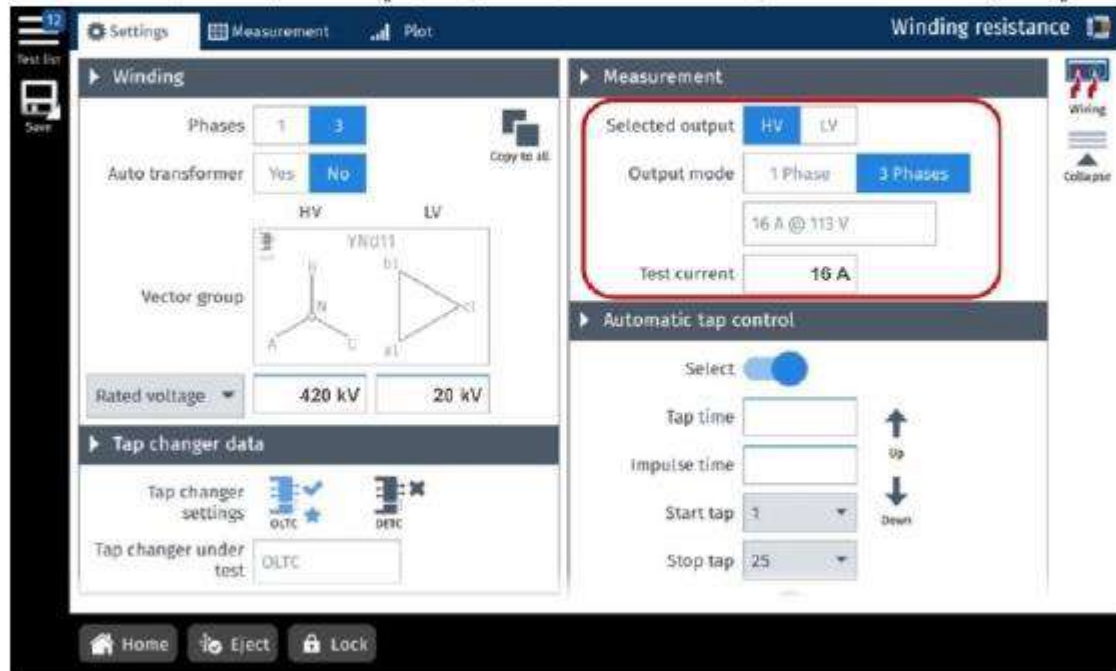 12
Test list
Save
Settings
Measurement
Plot
Winding resistance
Winding
Phases 1 3
Copy to all
Auto transformer Yes No
HV LV
YNd11
Vector group
B
N
A
C
b1
c1
a1
Rated voltage 420 kV 20 kV
Tap changer data
Tap changer settings
OLTC
DETC
Tap changer under test
OLTC
Measurement
Selected output HV LV
Output mode 1 Phase 3 Phases
16 A @ 113 V
Test current 16 A
Automatic tap control
Select
Tap time
Up
Impulse time
Start tap 1
Down
Stop tap 25
Wiring
Collapse
Home
Eject
Lock